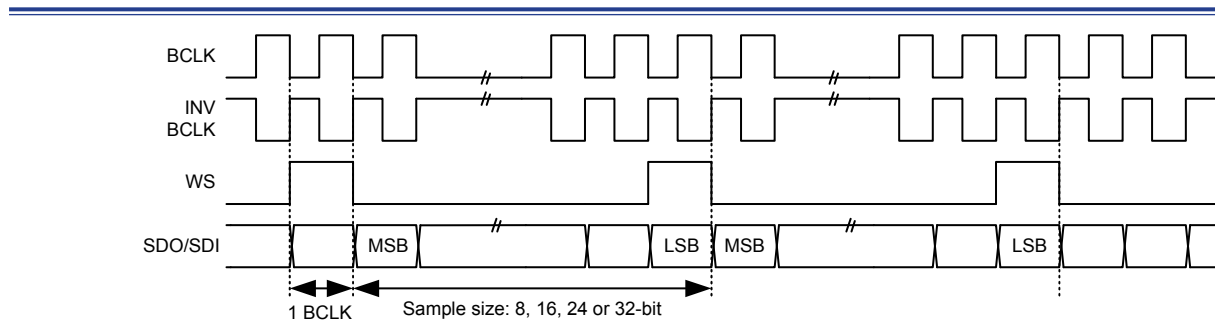 BCLK
INV
BCLK
WS
SDO/SDI
MSB
LSB
MSB
LSB
1 BCLK
Sample size: 8, 16, 24 or 32-bit